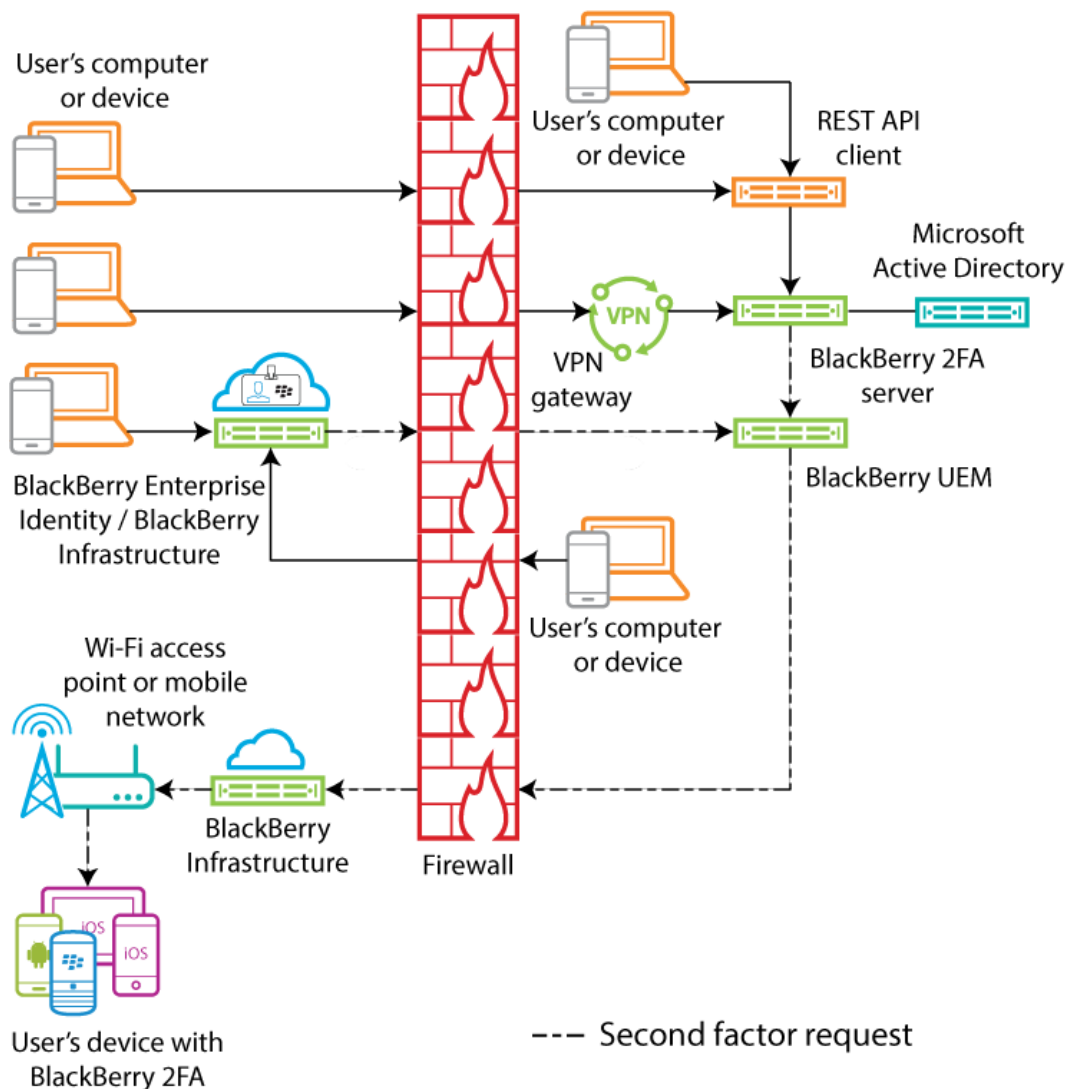 User's computer
or device
User's computer
or device
REST API
client
Microsoft
Active Directory
VPN
VPN
gateway
BlackBerry 2FA
server
BlackBerry UEM
BlackBerry Enterprise
Identity / BlackBerry
Infrastructure
User's computer
or device
Wi-Fi access
point or mobile
network
BlackBerry
Infrastructure
Firewall
iOS
iOS
User's device with
BlackBerry 2FA
Second factor request